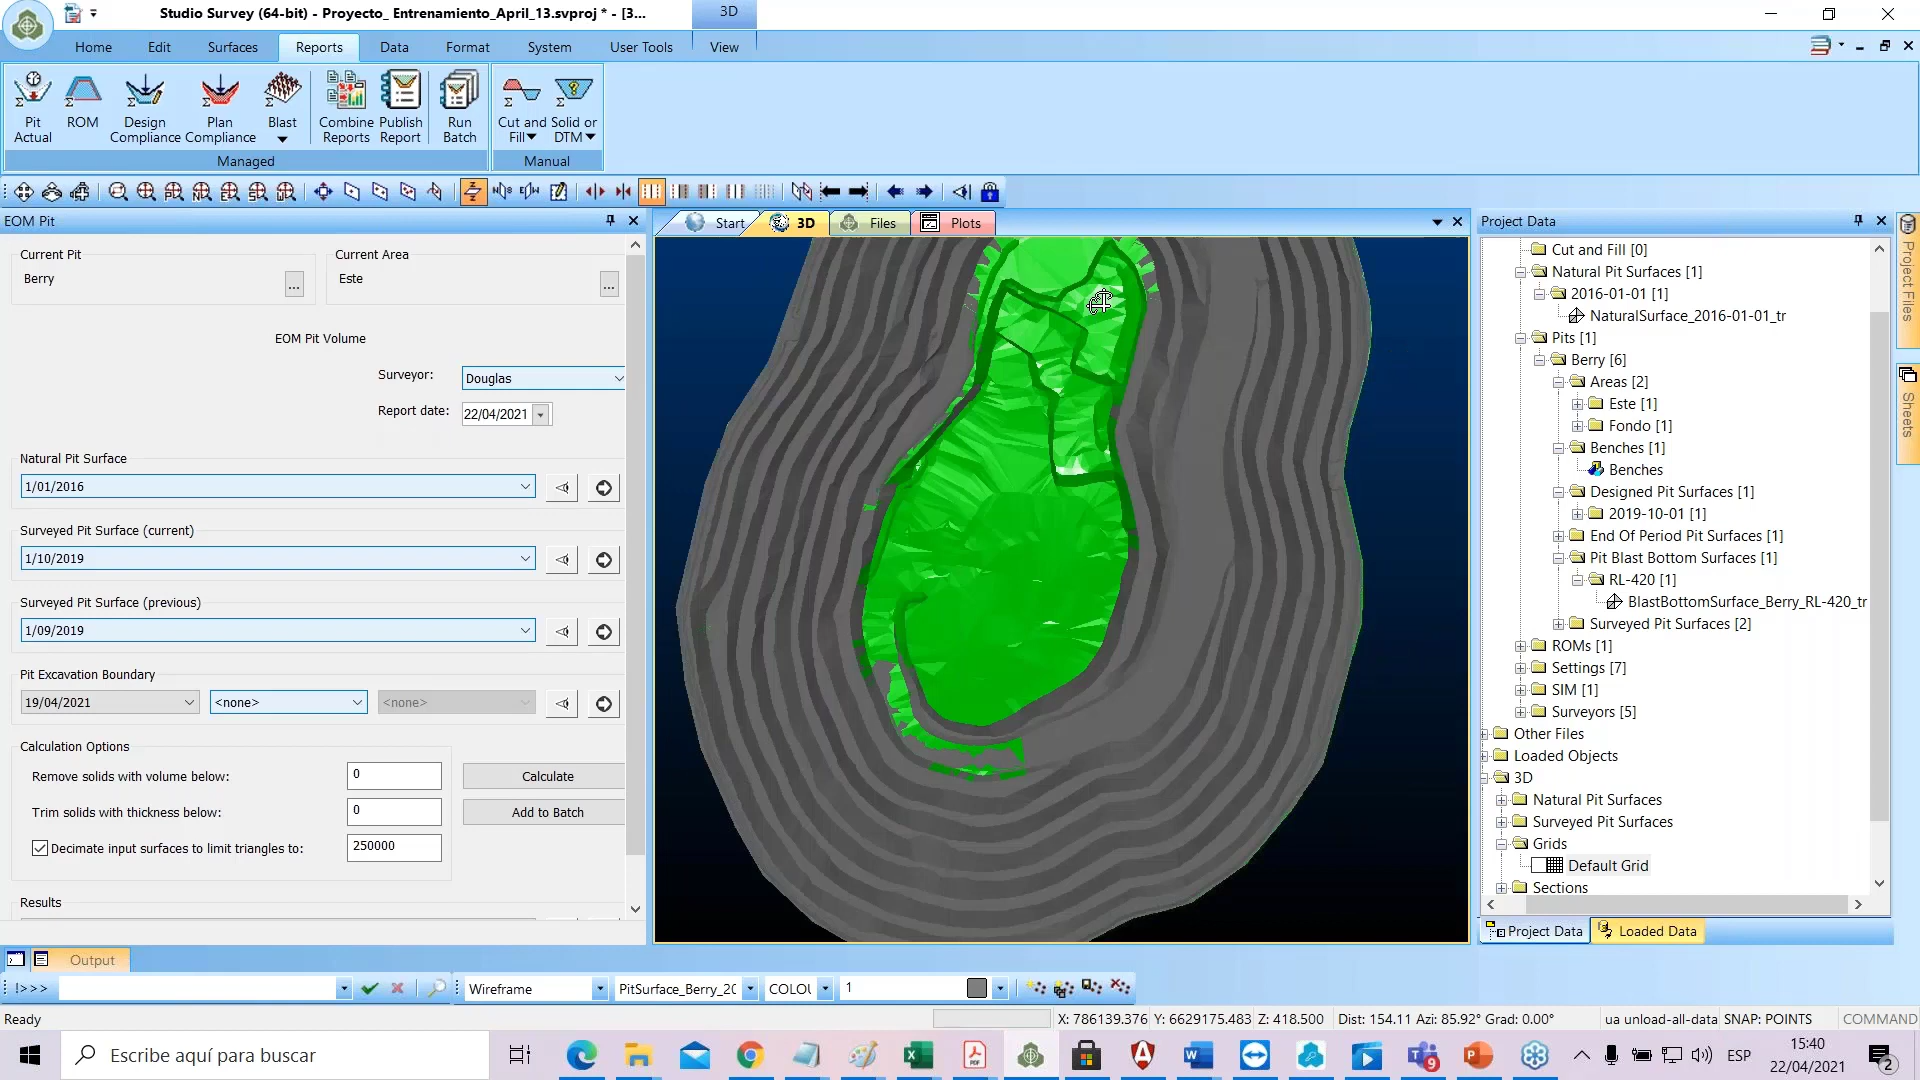 Studio Survey (64-bit) - Proyecto_ Entrenamiento_April_13.svproj * - [3...
3D
Home Edit Surfaces Reports Data Format System User Tools View
Pit Actual
ROM
Design Compliance
Plan Compliance
Blast
Combine Reports
Publish Report
Run Batch
Cut and Fill
Solid or DTM
Managed
Manual
EOM Pit
Start
3D
Files
Plots
Project Data
Current Pit
Berry
...
Current Area
Este
...
EOM Pit Volume
Surveyor: Douglas
Report date: 22/04/2021
Natural Pit Surface
1/01/2016
Surveyed Pit Surface (current)
1/10/2019
Surveyed Pit Surface (previous)
1/09/2019
Pit Excavation Boundary
19/04/2021 <none> <none>
Calculation Options
Remove solids with volume below: 0 Calculate
Trim solids with thickness below: 0 Add to Batch
Decimate input surfaces to limit triangles to: 250000
Results
Cut and Fill [0]
Natural Pit Surfaces [1]
2016-01-01 [1]
NaturalSurface_2016-01-01_tr
Pits [1]
Berry [6]
Areas [2]
Este [1]
Fondo [1]
Benches [1]
Benches
Designed Pit Surfaces [1]
2019-10-01 [1]
End Of Period Pit Surfaces [1]
Pit Blast Bottom Surfaces [1]
RL-420 [1]
BlastBottomSurface_Berry_RL-420_tr
Surveyed Pit Surfaces [2]
ROMs [1]
Settings [7]
SIM [1]
Surveyors [5]
Other Files
Loaded Objects
3D
Natural Pit Surfaces
Surveyed Pit Surfaces
Grids
Default Grid
Sections
Project Data
Loaded Data
Project Files
Sheets
Output
!>>>
Wireframe PitSurface_Berry_20 COLOU 1
Ready
X: 786139.376 Y: 6629175.483 Z: 418.500 Dist: 154.11 Azi: 85.92° Grad: 0.00° ua unload-all-data SNAP: POINTS COMMAND
Escribe aquí para buscar
9
ESP
15:40
22/04/2021
2